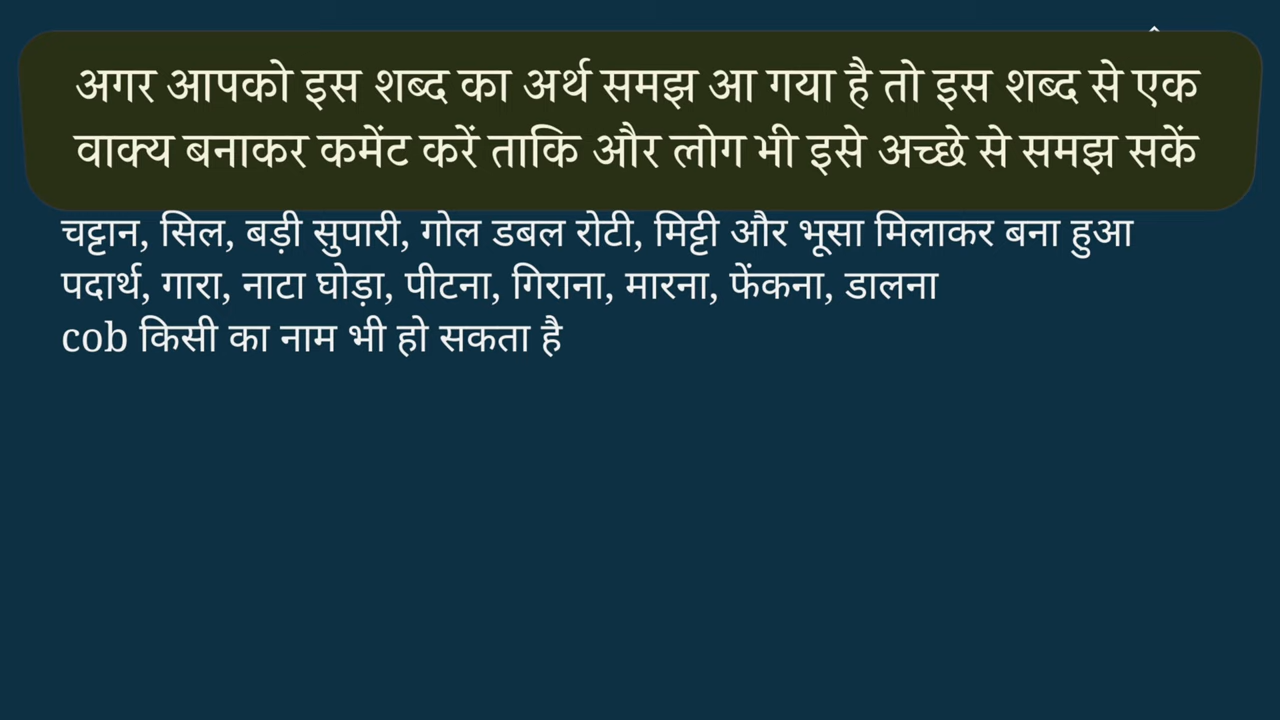 अगर आपको इस शब्द का अर्थ समझ आ गया है तो इस शब्द से एक
वाक्य बनाकर कमेंट करें ताकि और लोग भी इसे अच्छे से समझ सकें
चट्टान, सिल, बड़ी सुपारी, गोल डबल रोटी, मिट्टी और भूसा मिलाकर बना हुआ
पदार्थ, गारा, नाटा घोड़ा, पीटना, गिराना, मारना, फेंकना, डालना
cob किसी का नाम भी हो सकता है